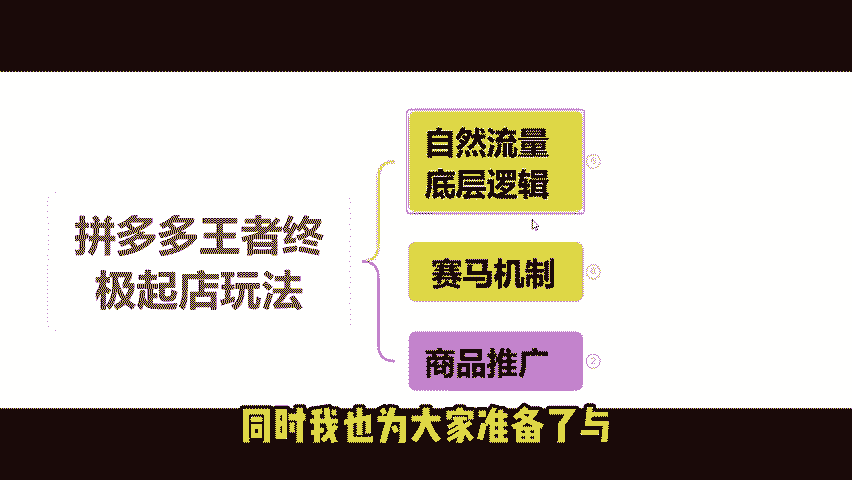 拼多多王者终
极起店玩法
自然流量
底层逻辑
赛马机制
商品推广
2
同时我也为大家准备了与